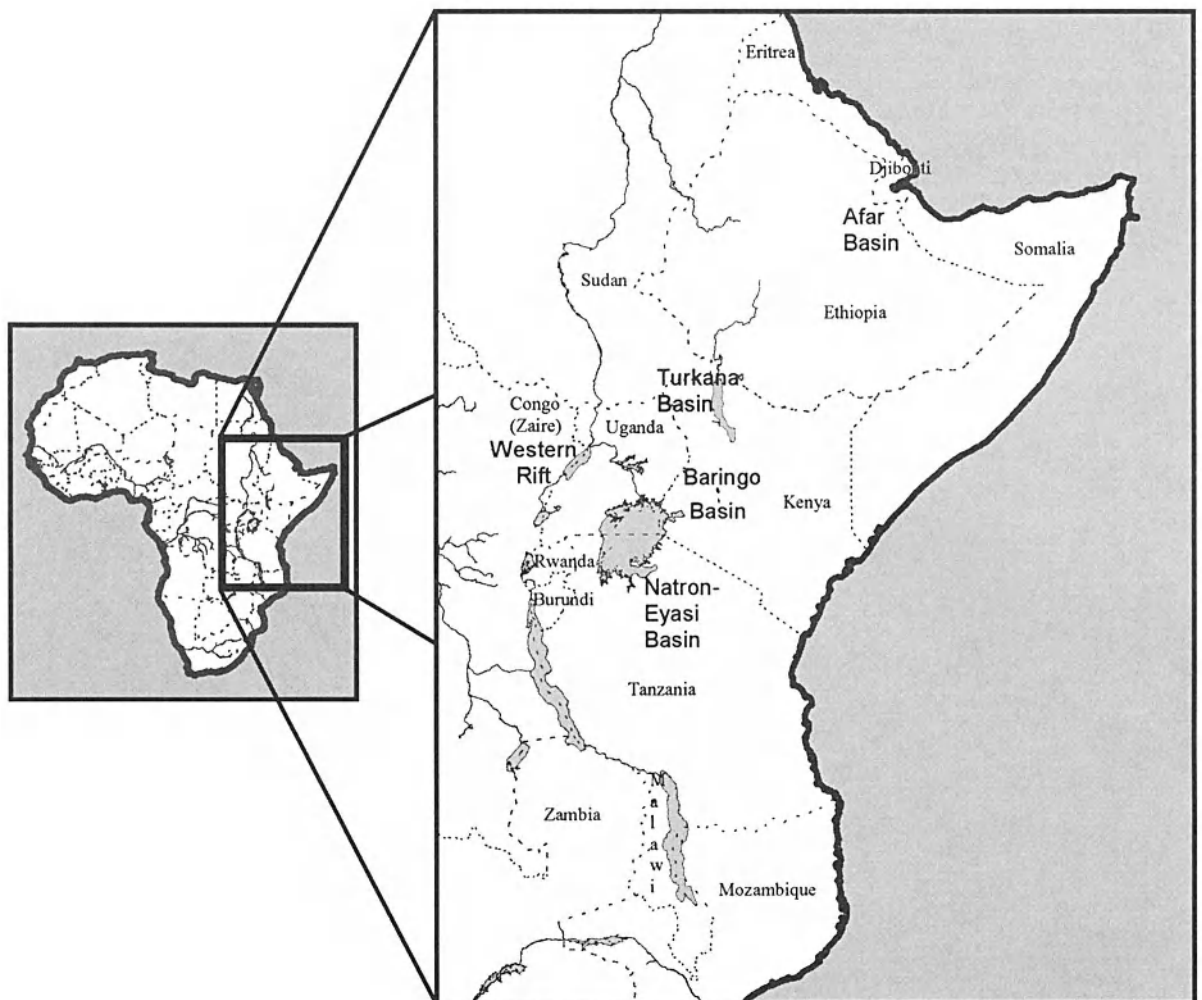 Eritrea
Djibouti
Afar
Basin
Somalia
Sudan
Ethiopia
Turkana
Basin
Congo
(Zaire)
Uganda
Western
Rift
Baringo
Basin
Kenya
Rwanda
Burundi
Natron-
Eyasi
Basin
Tanzania
Malawi
Zambia
Mozambique